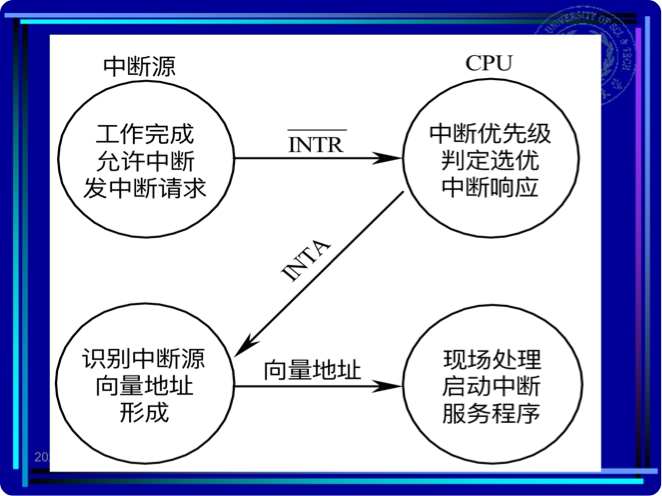 中断源
CPU
工作完成
允许中断
发中断请求
INTR
中断优先级
判定选优
中断响应
INTA
识别中断源
向量地址
形成
向量地址
现场处理
启动中断
服务程序